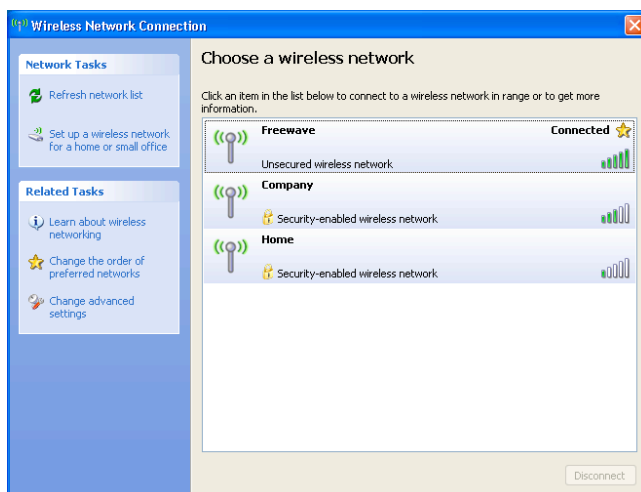 Wireless Network Connection
Network Tasks
Refresh network list
Set up a wireless network
for a home or small office
Related Tasks
Learn about wireless
networking
Change the order of
preferred networks
Change advanced
settings
Choose a wireless network
Click an item in the list below to connect to a wireless network in range or to get more
information.
Freewave Connected
Unsecured wireless network
Company
Security-enabled wireless network
Home
Security-enabled wireless network
Disconnect